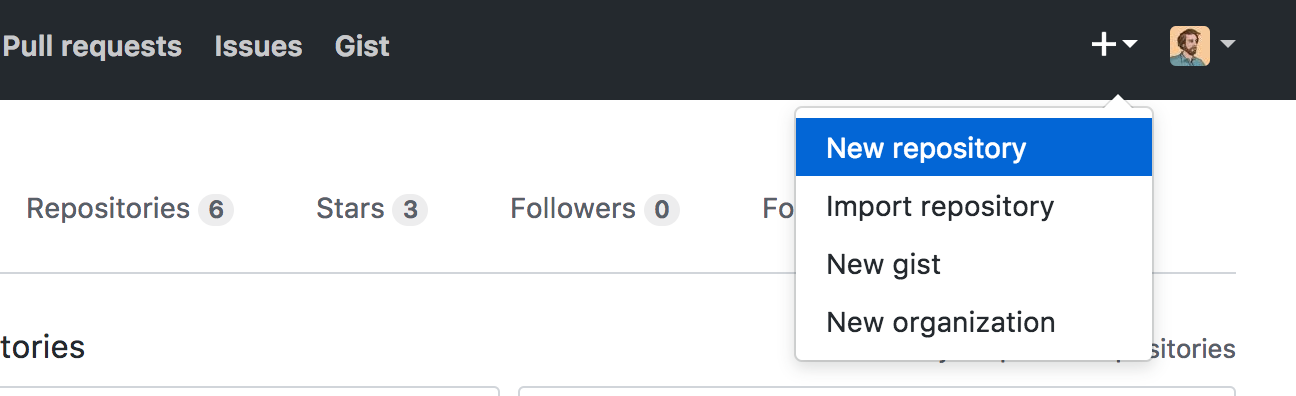 Pull requests Issues Gist
New repository
Repositories 6 Stars 3 Followers 0 Fo
Import repository
New gist
New organization
tories
sitories